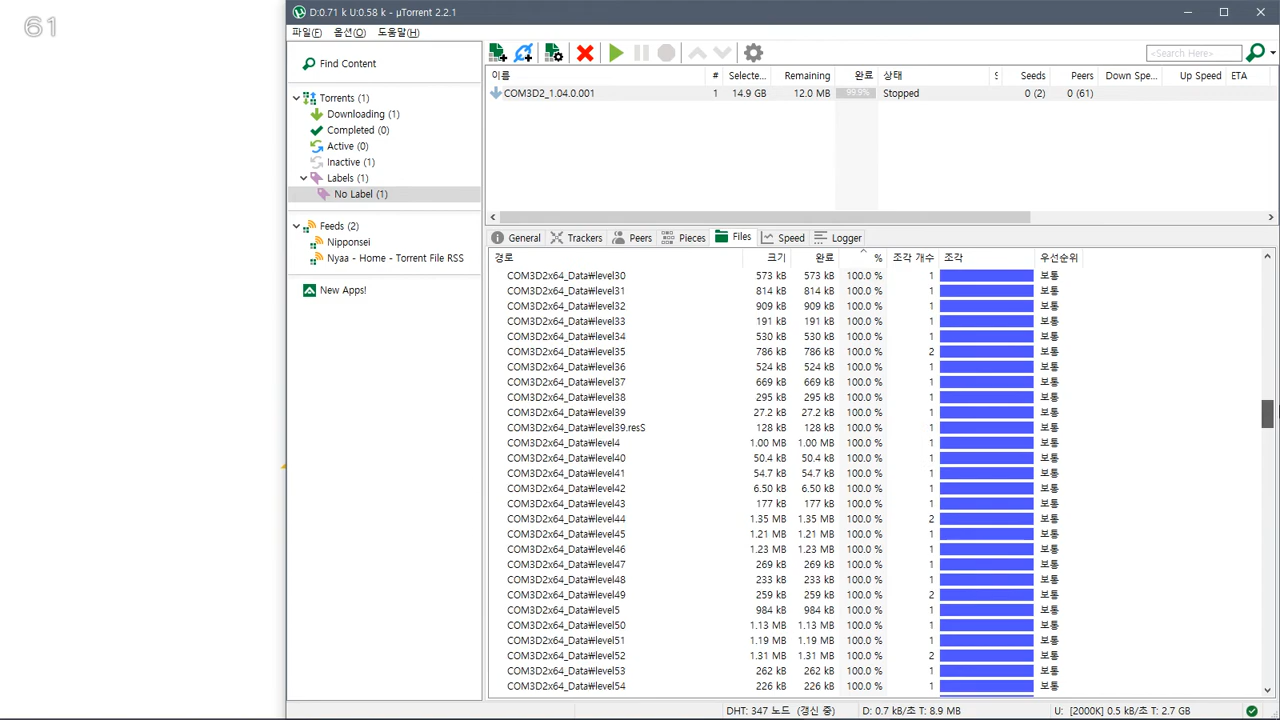 61
D:0.71 k U:0.58 k - µTorrent 2.2.1
파일(F) 옵션(O) 도움말(H)
Find Content
<Search Here>
Torrents (1)
Downloading (1)
Completed (0)
Active (0)
Inactive (1)
Labels (1)
No Label (1)
Feeds (2)
Nipponsei
Nyaa - Home - Torrent File RSS
New Apps!
이름 # Selecte... Remaining 완료 상태 S Seeds Peers Down Spe... Up Speed ETA
COM3D2_1.04.0.001 1 14.9 GB 12.0 MB 99.9% Stopped 0 (2) 0 (61)
General Trackers Peers Pieces Files Speed Logger
경로 크기 완료 % 조각 개수 조각 우선순위
COM3D2x64_Data₩level30 573 kB 573 kB 100.0 % 1 보통
COM3D2x64_Data₩level31 814 kB 814 kB 100.0 % 1 보통
COM3D2x64_Data₩level32 909 kB 909 kB 100.0 % 1 보통
COM3D2x64_Data₩level33 191 kB 191 kB 100.0 % 1 보통
COM3D2x64_Data₩level34 530 kB 530 kB 100.0 % 1 보통
COM3D2x64_Data₩level35 786 kB 786 kB 100.0 % 2 보통
COM3D2x64_Data₩level36 524 kB 524 kB 100.0 % 1 보통
COM3D2x64_Data₩level37 669 kB 669 kB 100.0 % 1 보통
COM3D2x64_Data₩level38 295 kB 295 kB 100.0 % 1 보통
COM3D2x64_Data₩level39 27.2 kB 27.2 kB 100.0 % 1 보통
COM3D2x64_Data₩level39.resS 128 kB 128 kB 100.0 % 1 보통
COM3D2x64_Data₩level4 1.00 MB 1.00 MB 100.0 % 1 보통
COM3D2x64_Data₩level40 50.4 kB 50.4 kB 100.0 % 1 보통
COM3D2x64_Data₩level41 54.7 kB 54.7 kB 100.0 % 1 보통
COM3D2x64_Data₩level42 6.50 kB 6.50 kB 100.0 % 1 보통
COM3D2x64_Data₩level43 177 kB 177 kB 100.0 % 1 보통
COM3D2x64_Data₩level44 1.35 MB 1.35 MB 100.0 % 2 보통
COM3D2x64_Data₩level45 1.21 MB 1.21 MB 100.0 % 1 보통
COM3D2x64_Data₩level46 1.23 MB 1.23 MB 100.0 % 1 보통
COM3D2x64_Data₩level47 269 kB 269 kB 100.0 % 1 보통
COM3D2x64_Data₩level48 233 kB 233 kB 100.0 % 1 보통
COM3D2x64_Data₩level49 259 kB 259 kB 100.0 % 2 보통
COM3D2x64_Data₩level5 984 kB 984 kB 100.0 % 1 보통
COM3D2x64_Data₩level50 1.13 MB 1.13 MB 100.0 % 1 보통
COM3D2x64_Data₩level51 1.19 MB 1.19 MB 100.0 % 1 보통
COM3D2x64_Data₩level52 1.31 MB 1.31 MB 100.0 % 2 보통
COM3D2x64_Data₩level53 262 kB 262 kB 100.0 % 1 보통
COM3D2x64_Data₩level54 226 kB 226 kB 100.0 % 1 보통
DHT: 347 노드 (갱신 중) D: 0.7 kB/초 T: 8.9 MB U: [2000K] 0.5 kB/초 T: 2.7 GB